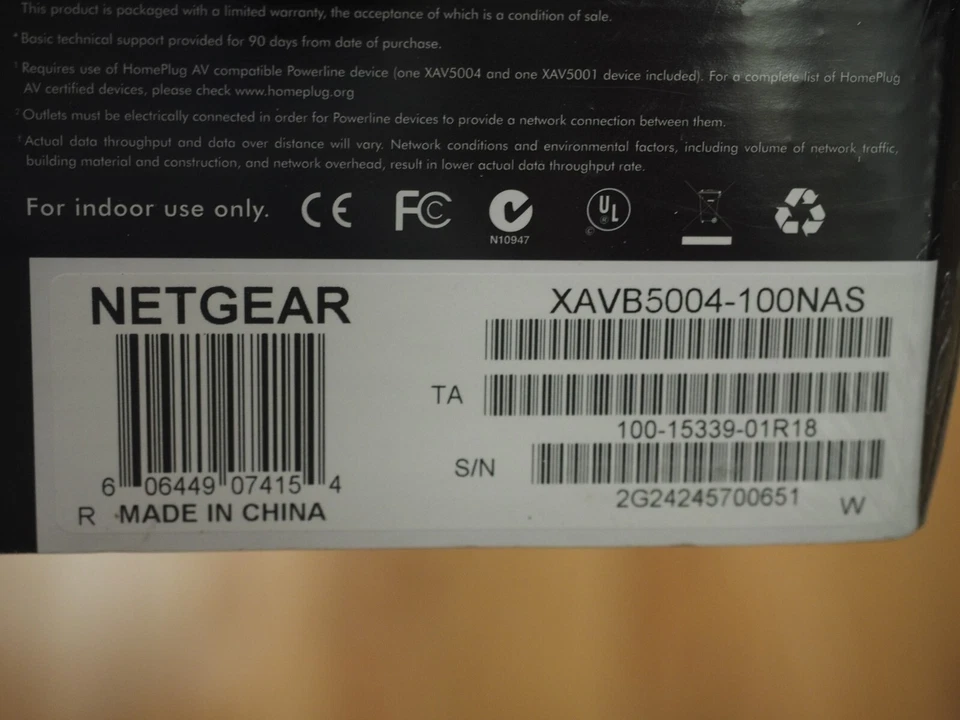 This product is packaged with a limited warranty, the acceptance of which is a condition of sale.
*Basic technical support provided for 90 days from date of purchase.
¹Requires use of HomePlug AV compatible Powerline device (one XAV5004 and one XAV5001 device included). For a complete list of HomePlug
AV certified devices, please check www.homeplug.org
²Outlets must be electrically connected in order for Powerline devices to provide a network connection between them.
†Actual data throughput and data over distance will vary. Network conditions and environmental factors, including volume of network traffic,
building material and construction, and network overhead, result in lower actual data throughput rate.
For indoor use only. CE FC N10947 UL ©
NETGEAR
6 06449 07415 4
R MADE IN CHINA
XAVB5004-100NAS
TA
100-15339-01R18
S/N
2G24245700651
W